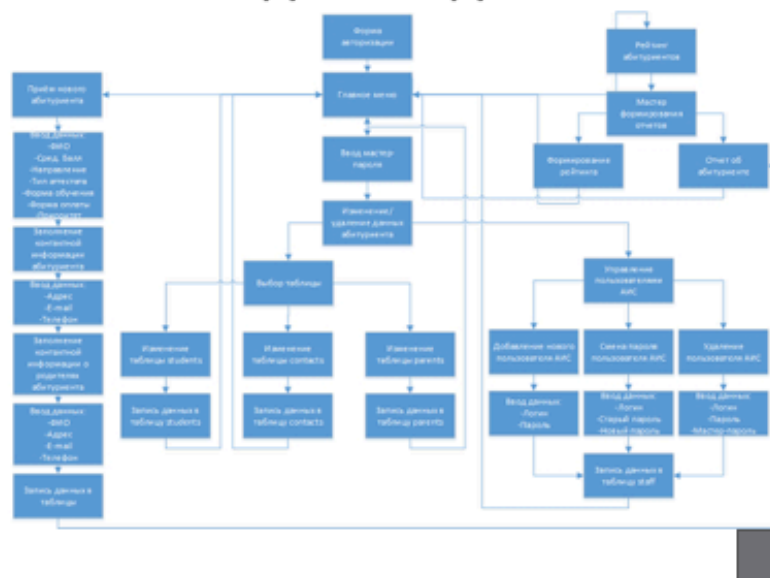 Форма
авторизации
Рейтинг
абитуриентов
Приём нового
абитуриента
Главное меню
Мастер
формирования
отчетов
Ввод данных:
-ФИО
-Сред. балл
-Направление
-Тип аттестата
-Форма обучения
-Форма оплаты
-Приоритет
Ввод мастер-
пароля
Формирование
рейтинга
Отчет об
абитуриенте
Изменение/
удаление данных
абитуриента
Заполнение
контактной
информации
абитуриента
Выбор таблицы
Управление
пользователями
АИС
Ввод данных:
-Адрес
-E-mail
-Телефон
Изменение
таблицы students
Изменение
таблицы contacts
Изменение
таблицы parents
Добавление нового
пользователя АИС
Смена пароля
пользователя АИС
Удаление
пользователя АИС
Заполнение
контактной
информации о
родителях
абитуриента
Запись данных в
таблицу students
Запись данных в
таблицу contacts
Запись данных в
таблицу parents
Ввод данных:
-Логин
-Пароль
Ввод данных:
-Логин
-Старый пароль
-Новый пароль
Ввод данных:
-Логин
-Пароль
-Мастер-пароль
Ввод данных:
-ФИО
-Адрес
-E-mail
-Телефон
Запись данных в
таблицу staff
Запись данных в
таблицы